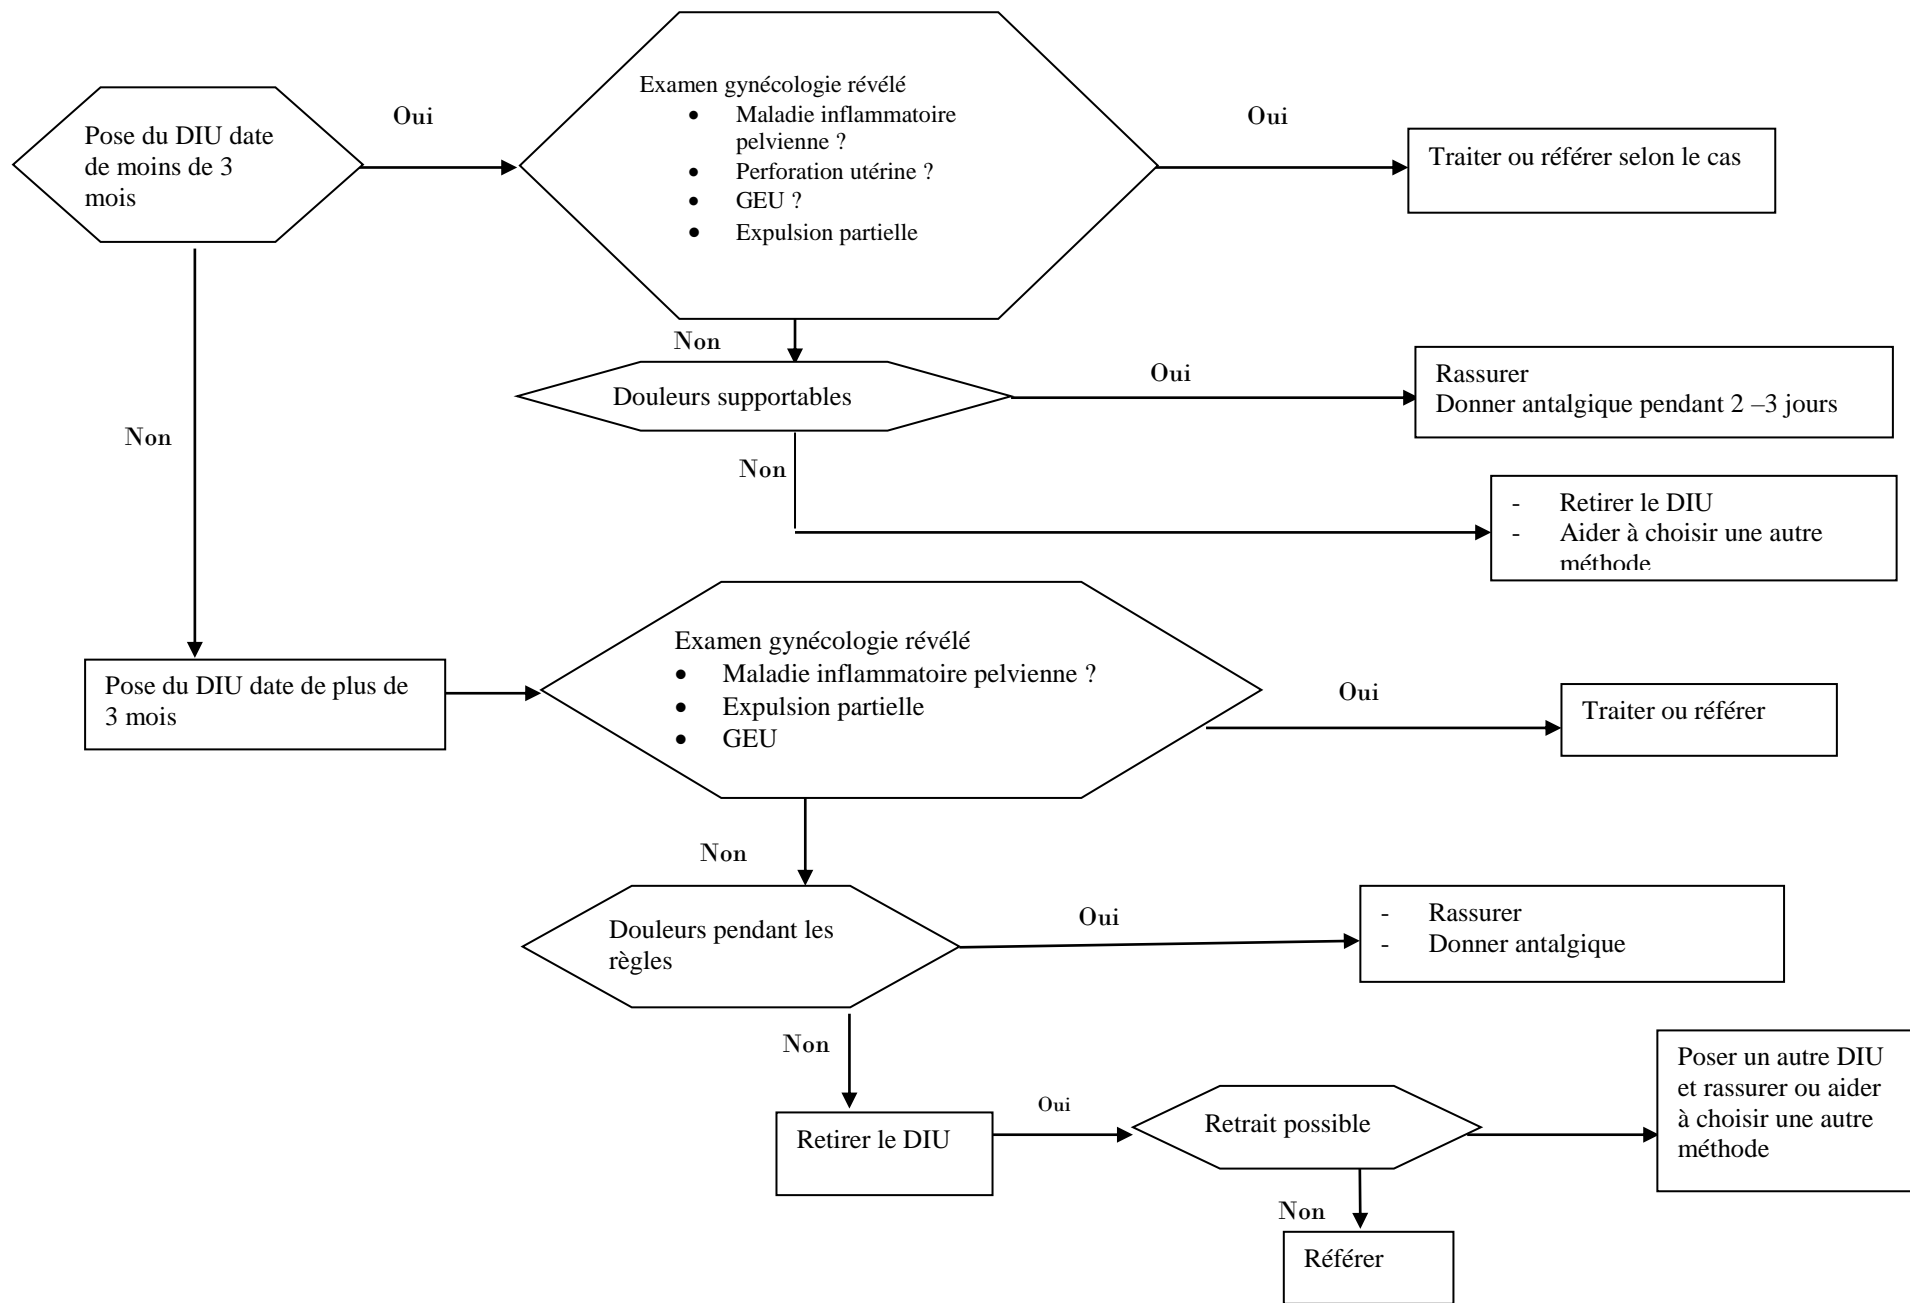 Pose du DIU date
de moins de 3
mois
Oui
Examen gynécologie révélé
• Maladie inflammatoire
pelvienne ?
• Perforation utérine ?
• GEU ?
• Expulsion partielle
Oui
Traiter ou référer selon le cas
Non
Douleurs supportables
Oui
Rassurer
Donner antalgique pendant 2 –3 jours
Non
Non
- Retirer le DIU
- Aider à choisir une autre
méthode
Pose du DIU date de plus de
3 mois
Examen gynécologie révélé
• Maladie inflammatoire pelvienne ?
• Expulsion partielle
• GEU
Oui
Traiter ou référer
Non
Douleurs pendant les
règles
Oui
- Rassurer
- Donner antalgique
Non
Retirer le DIU
Oui
Retrait possible
Poser un autre DIU
et rassurer ou aider
à choisir une autre
méthode
Non
Référer